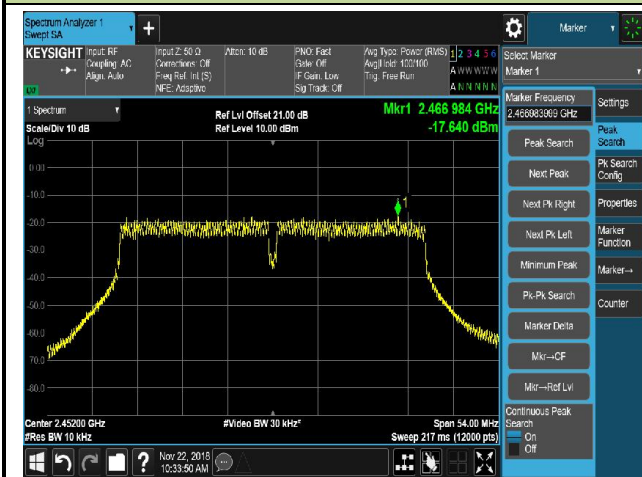 Spectrum Analyzer 1
Swept SA
+
Marker
KEYSIGHT
Input: RF
Coupling: AC
Align: Auto
Input Z: 50 Ω
Corrections: Off
Freq Ref: Int (S)
NFE: Adaptive
Atten: 10 dB
PNO: Fast
Gate: Off
IF Gain: Low
Sig Track: Off
Avg Type: Power (RMS)
Avg|Hold: 100/100
Trig: Free Run
1 2 3 4 5 6
A W W W W W
A N N N N N
Select Marker
Marker 1
1 Spectrum
Scale/Div 10 dB
Log
Ref Lvl Offset 21.00 dB
Ref Level 10.00 dBm
Mkr1 2.466 984 GHz
-17.640 dBm
0.00
-10.0
-20.0
-30.0
-40.0
-50.0
-60.0
-70.0
-80.0
1
Center 2.45200 GHz
#Res BW 10 kHz
#Video BW 30 kHz*
Span 54.00 MHz
Sweep 217 ms (12000 pts)
Marker Frequency
2.466983999 GHz
Peak Search
Next Peak
Next Pk Right
Next Pk Left
Minimum Peak
Pk-Pk Search
Marker Delta
Mkr→CF
Mkr→Ref Lvl
Continuous Peak
Search
On
Off
Settings
Peak
Search
Pk Search
Config
Properties
Marker
Function
Marker→
Counter
?
Nov 22, 2018
10:33:50 AM